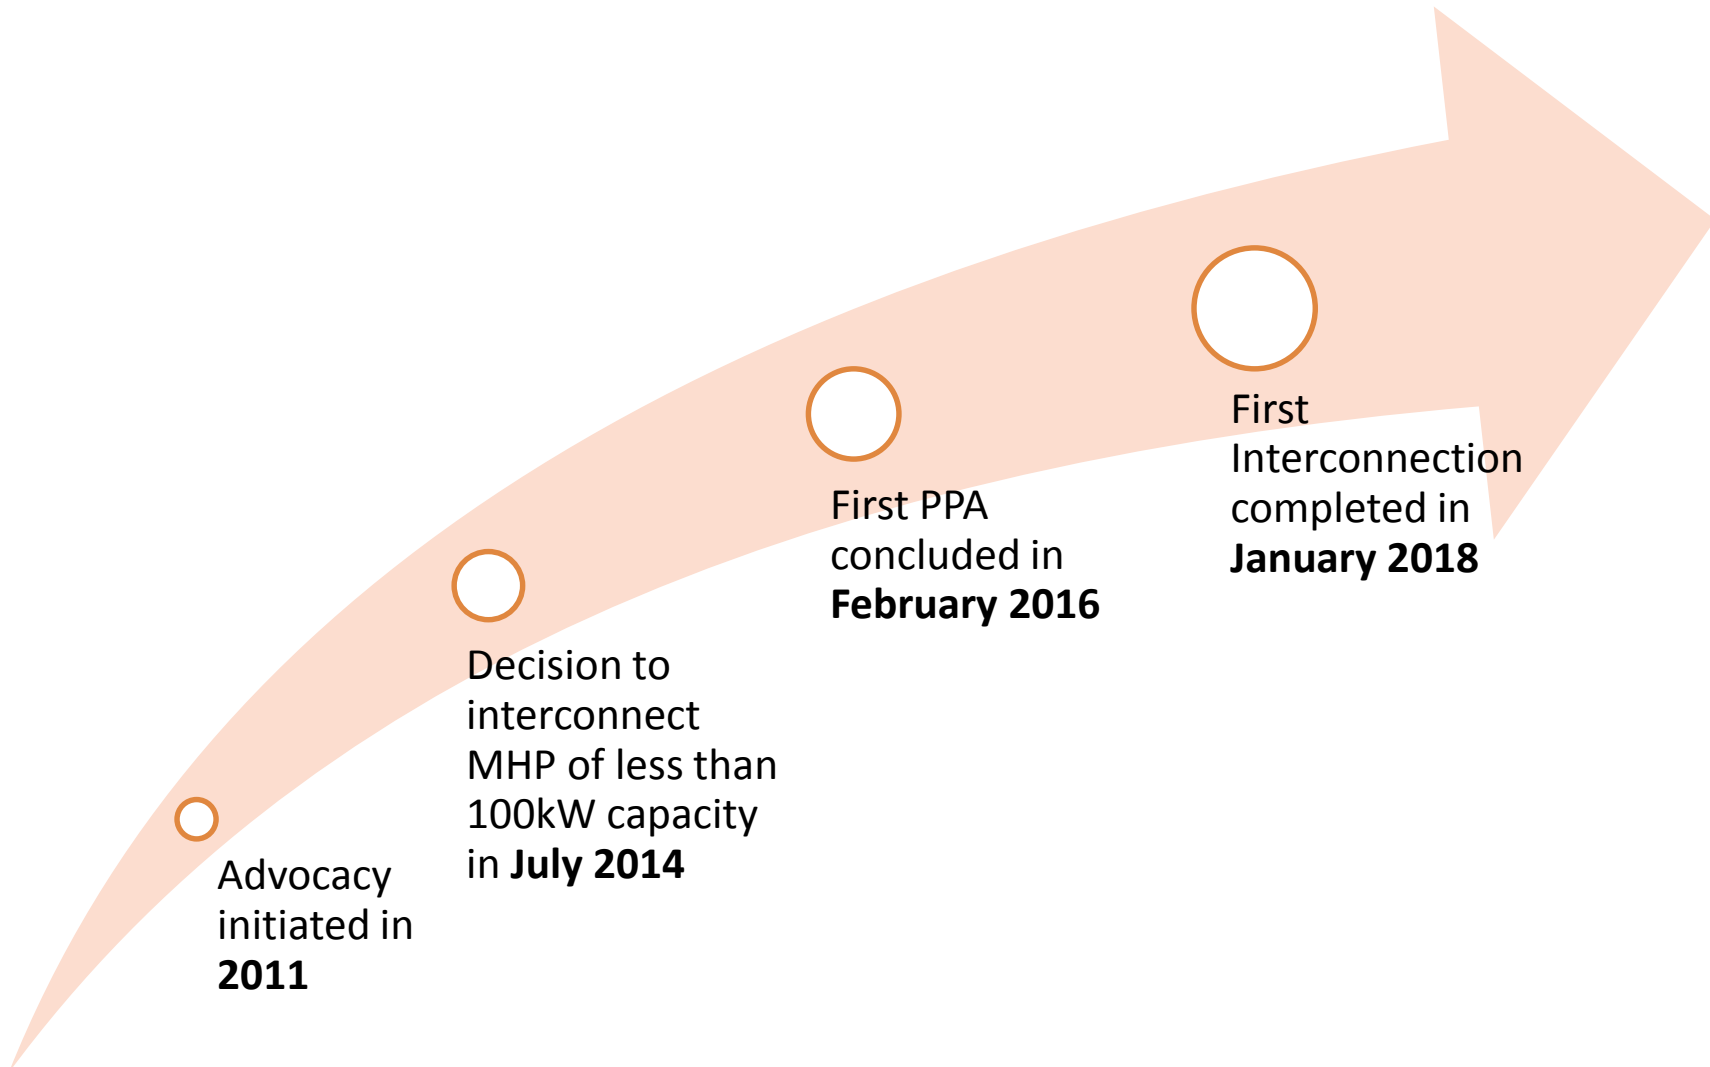 Advocacy
initiated in
2011
Decision to
interconnect
MHP of less than
100kW capacity
in July 2014
First PPA
concluded in
February 2016
First
Interconnection
completed in
January 2018